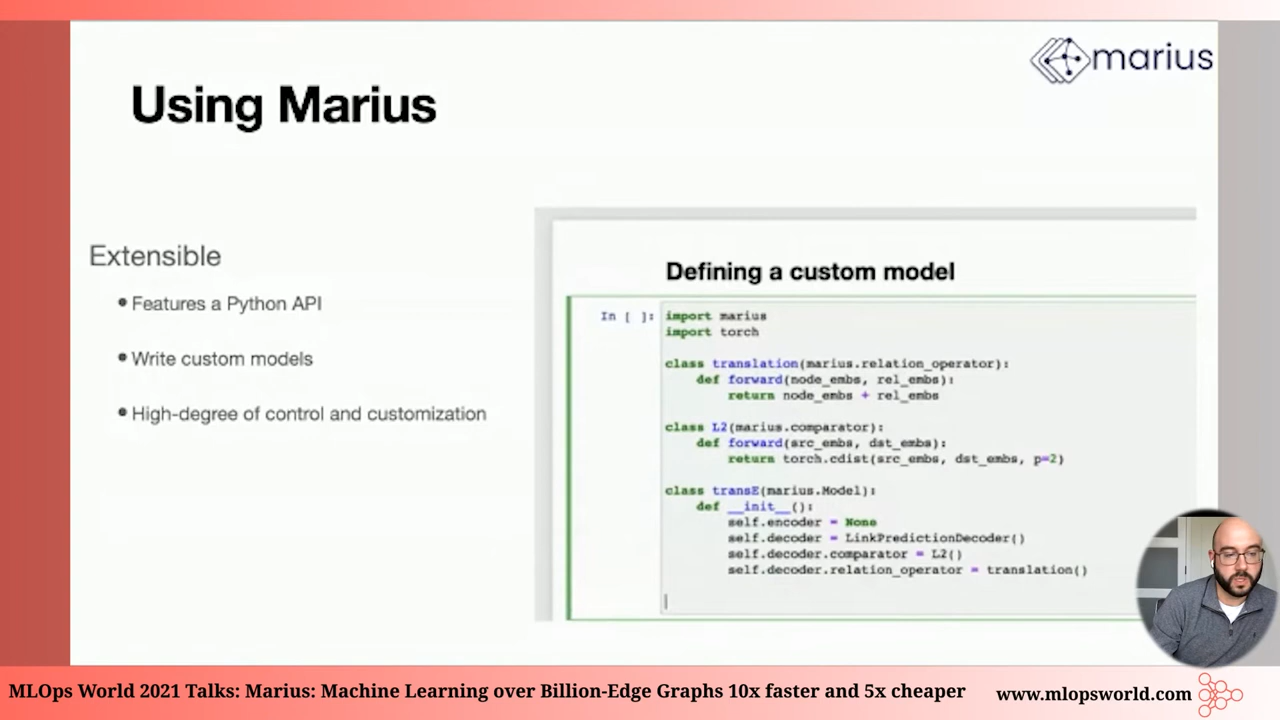 marius
Using Marius
Extensible
• Features a Python API
• Write custom models
• High-degree of control and customization
Defining a custom model
In [ ]: import marius
import torch
class translation(marius.relation_operator):
def forward(node_embs, rel_embs):
return node_embs + rel_embs
class L2(marius.comparator):
def forward(src_embs, dst_embs):
return torch.cdist(src_embs, dst_embs, p=2)
class transE(marius.Model):
def __init__():
self.encoder = None
self.decoder = LinkPredictionDecoder()
self.decoder.comparator = L2()
self.decoder.relation_operator = translation()
MLOps World 2021 Talks: Marius: Machine Learning over Billion-Edge Graphs 10x faster and 5x cheaper
www.mlopsworld.com